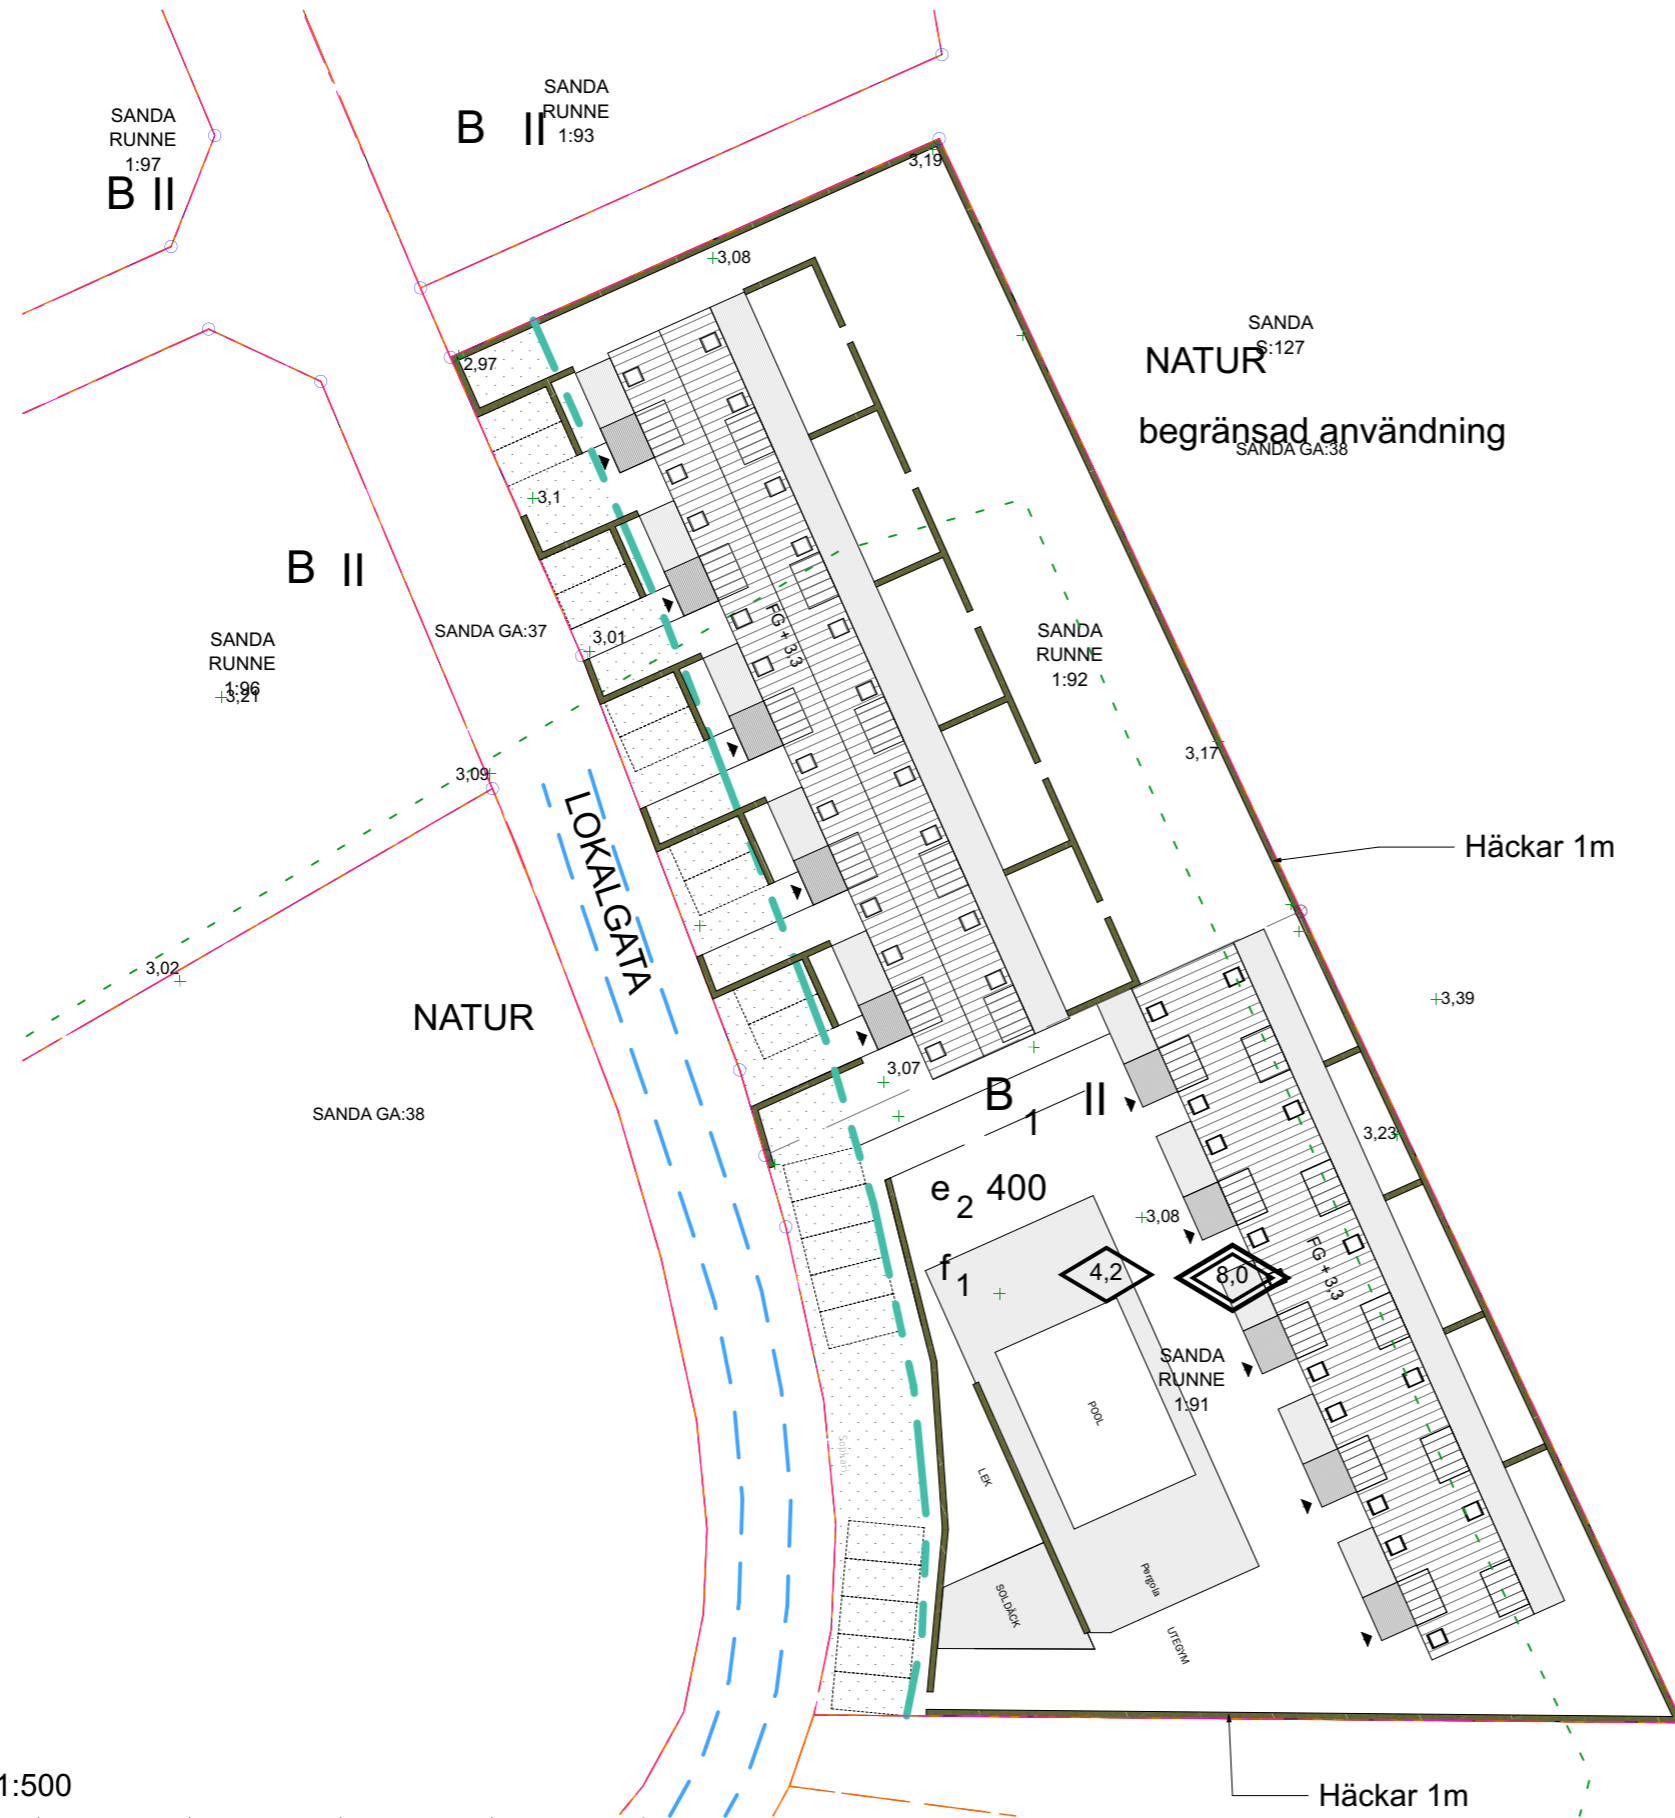 SANDA
RUNNE
1:93
B II
SANDA
RUNNE
1:97
B II
3,19
3,08
2,97
SANDA
S:127
NATUR
begränsad användning
SANDA GA:38
3,1
B II
SANDA GA:37
3,01
SANDA
RUNNE
1:96
3,21
FG + 3,3
SANDA
RUNNE
1:92
3,09
3,17
LOKALGATA
Häckar 1m
3,02
NATUR
3,39
3,07
B 1 II
SANDA GA:38
3,23
e 2 400
3,08
f 1
4,2
8,0
FG + 3,3
SANDA
RUNNE
1:91
POOL
LEK
Sopkärl
Pergola
SOLDÄCK
UTEGYM
1:500
Häckar 1m